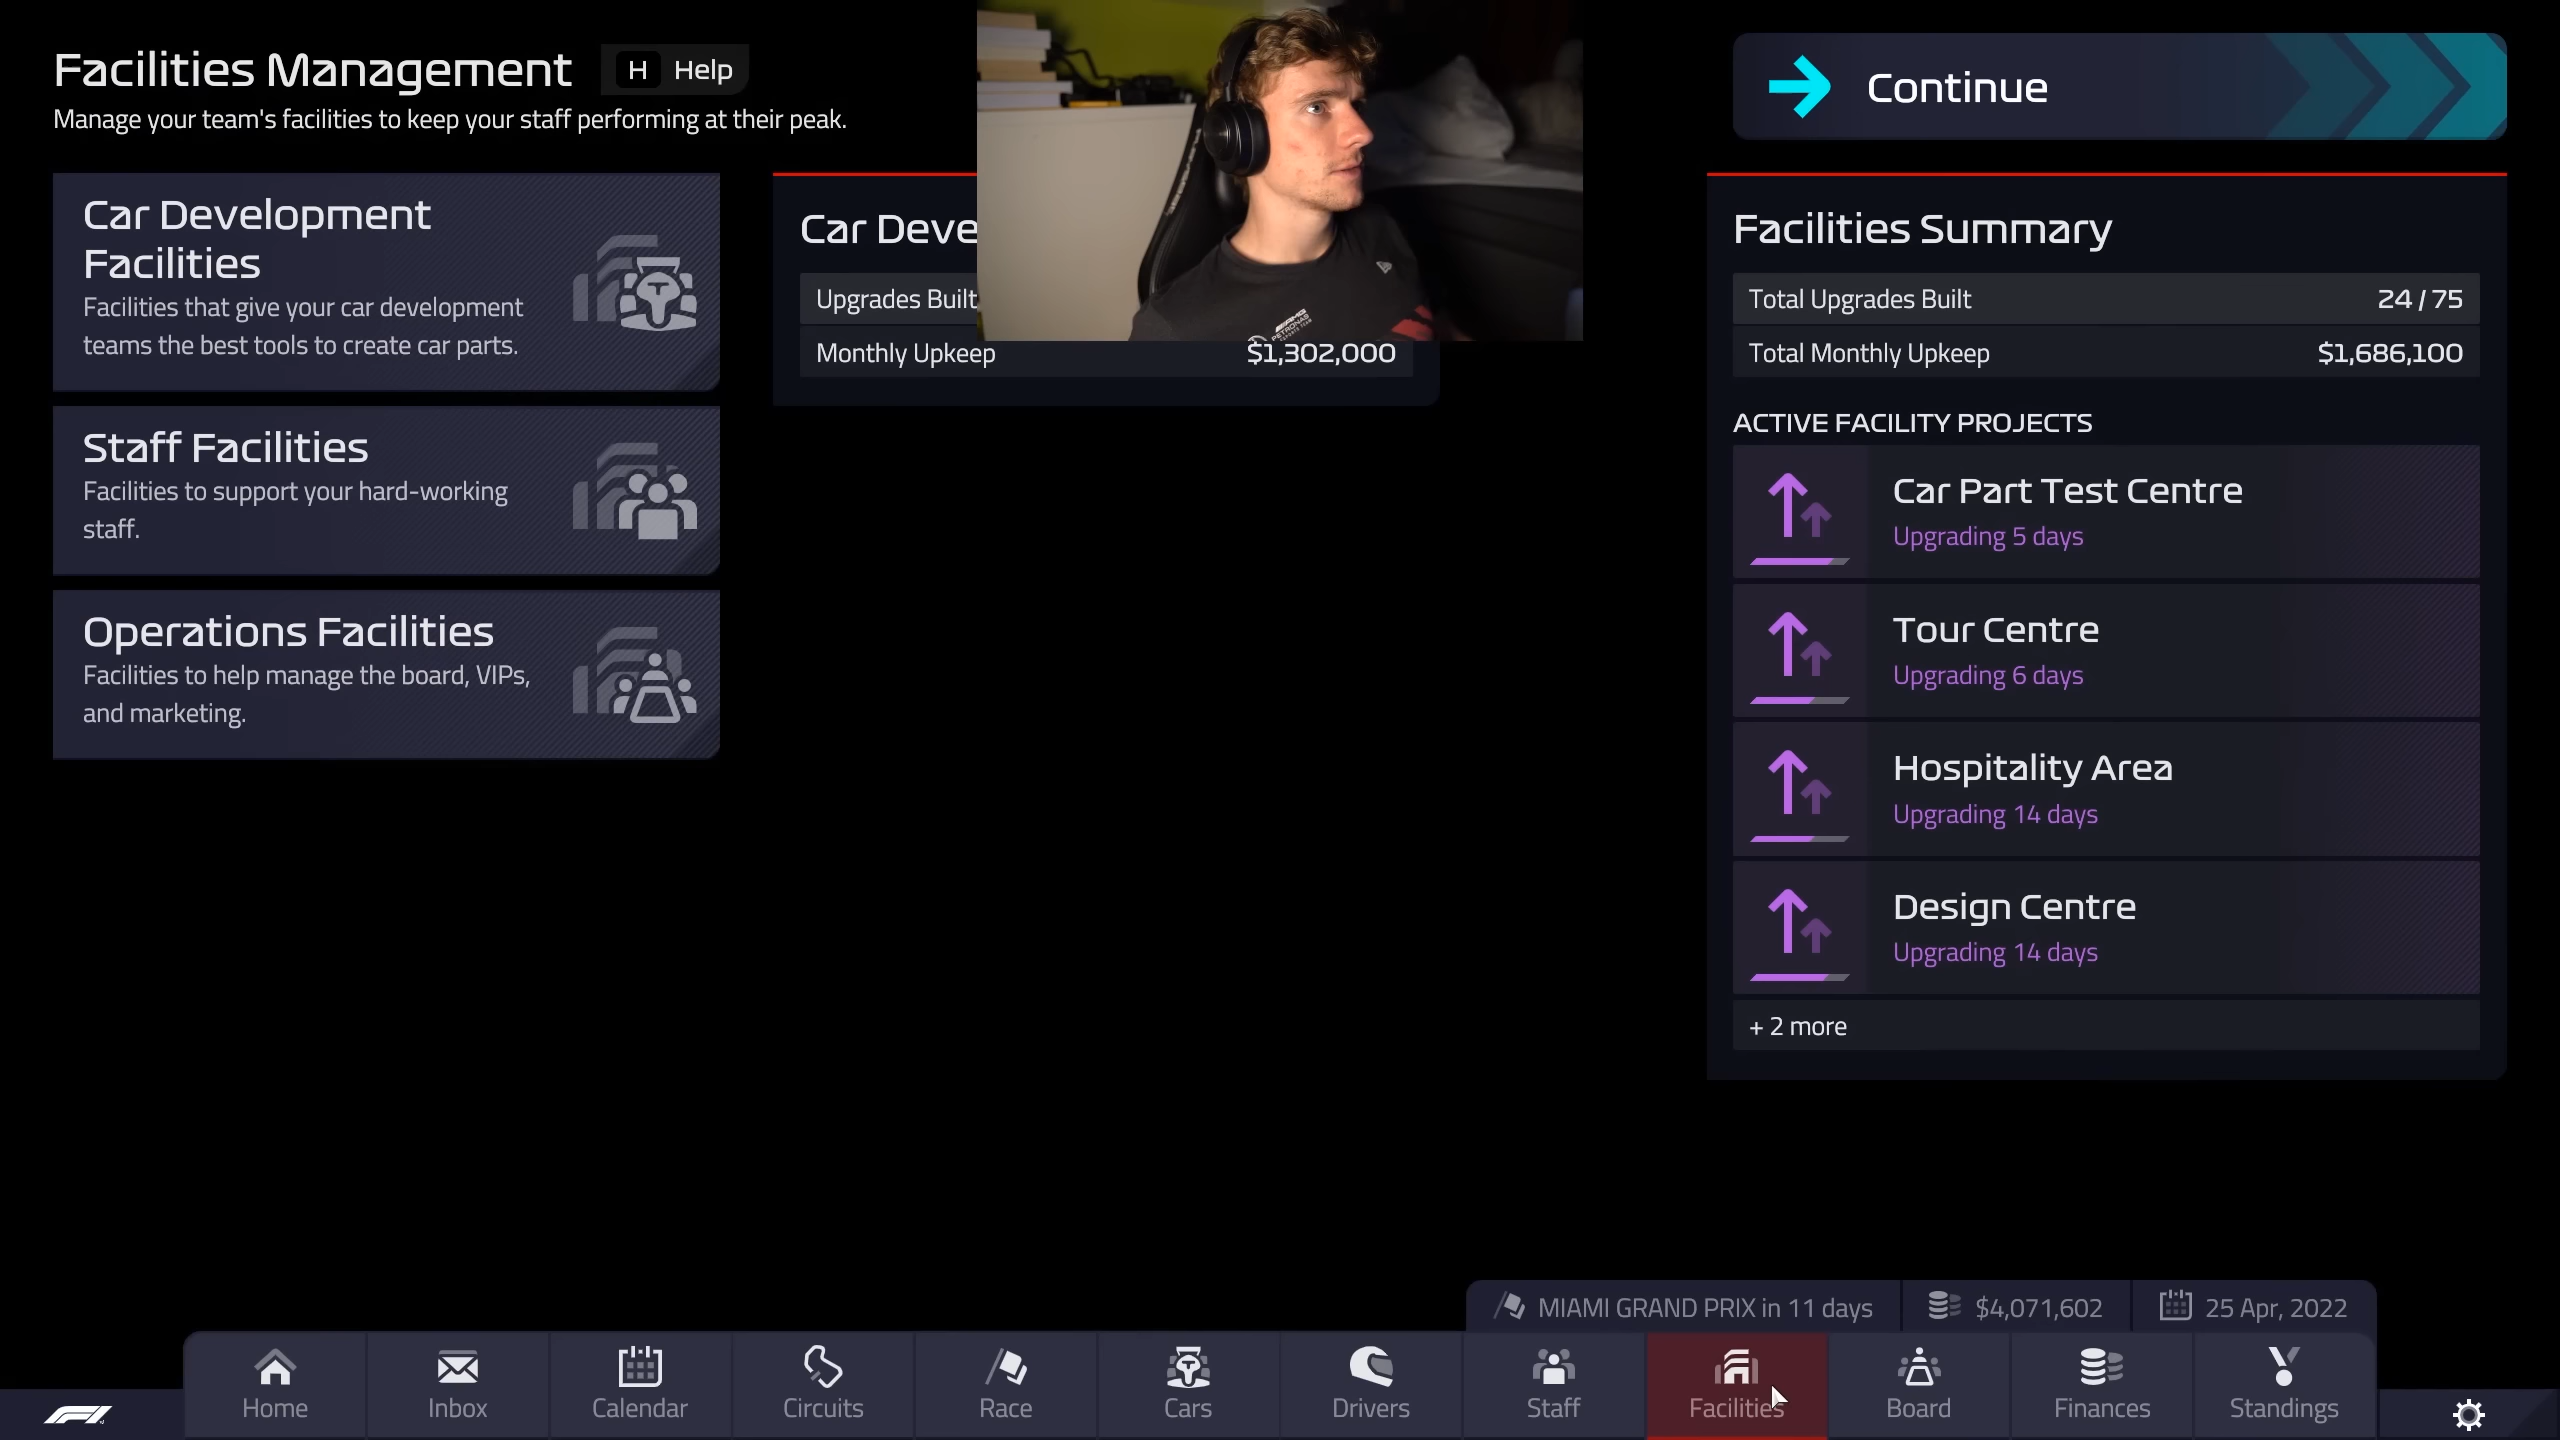 Facilities Management
H Help
Manage your team's facilities to keep your staff performing at their peak.
Car Development
Facilities
Facilities that give your car development
teams the best tools to create car parts.
Staff Facilities
Facilities to support your hard-working
staff.
Operations Facilities
Facilities to help manage the board, VIPs,
and marketing.
Car Deve
Upgrades Built
Monthly Upkeep $1,302,000
AMG
PETRONAS
Continue
Facilities Summary
Total Upgrades Built 24 / 75
Total Monthly Upkeep $1,686,100
ACTIVE FACILITY PROJECTS
Car Part Test Centre
Upgrading 5 days
Tour Centre
Upgrading 6 days
Hospitality Area
Upgrading 14 days
Design Centre
Upgrading 14 days
+ 2 more
MIAMI GRAND PRIX in 11 days $4,071,602 25 Apr, 2022
Home Inbox Calendar Circuits Race Cars Drivers Staff Facilities Board Finances Standings